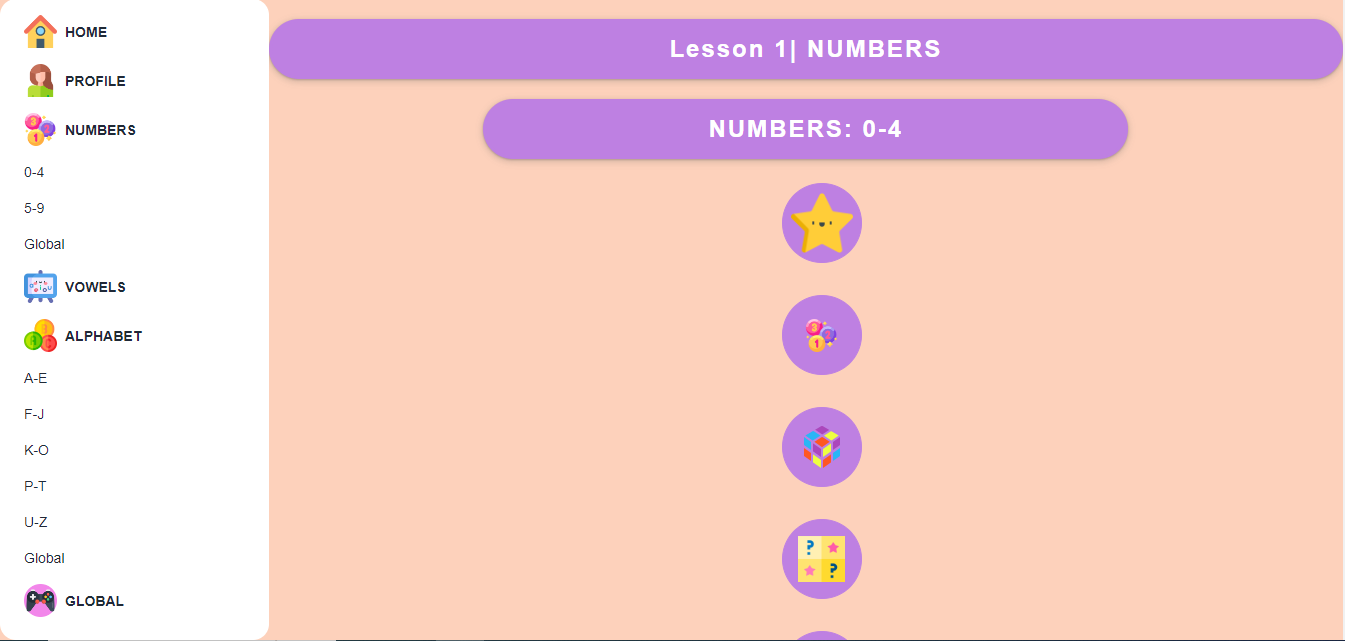 HOME
PROFILE
NUMBERS
0-4
5-9
Global
VOWELS
ALPHABET
A-E
F-J
K-O
P-T
U-Z
Global
GLOBAL
Lesson 1| NUMBERS
NUMBERS: 0-4